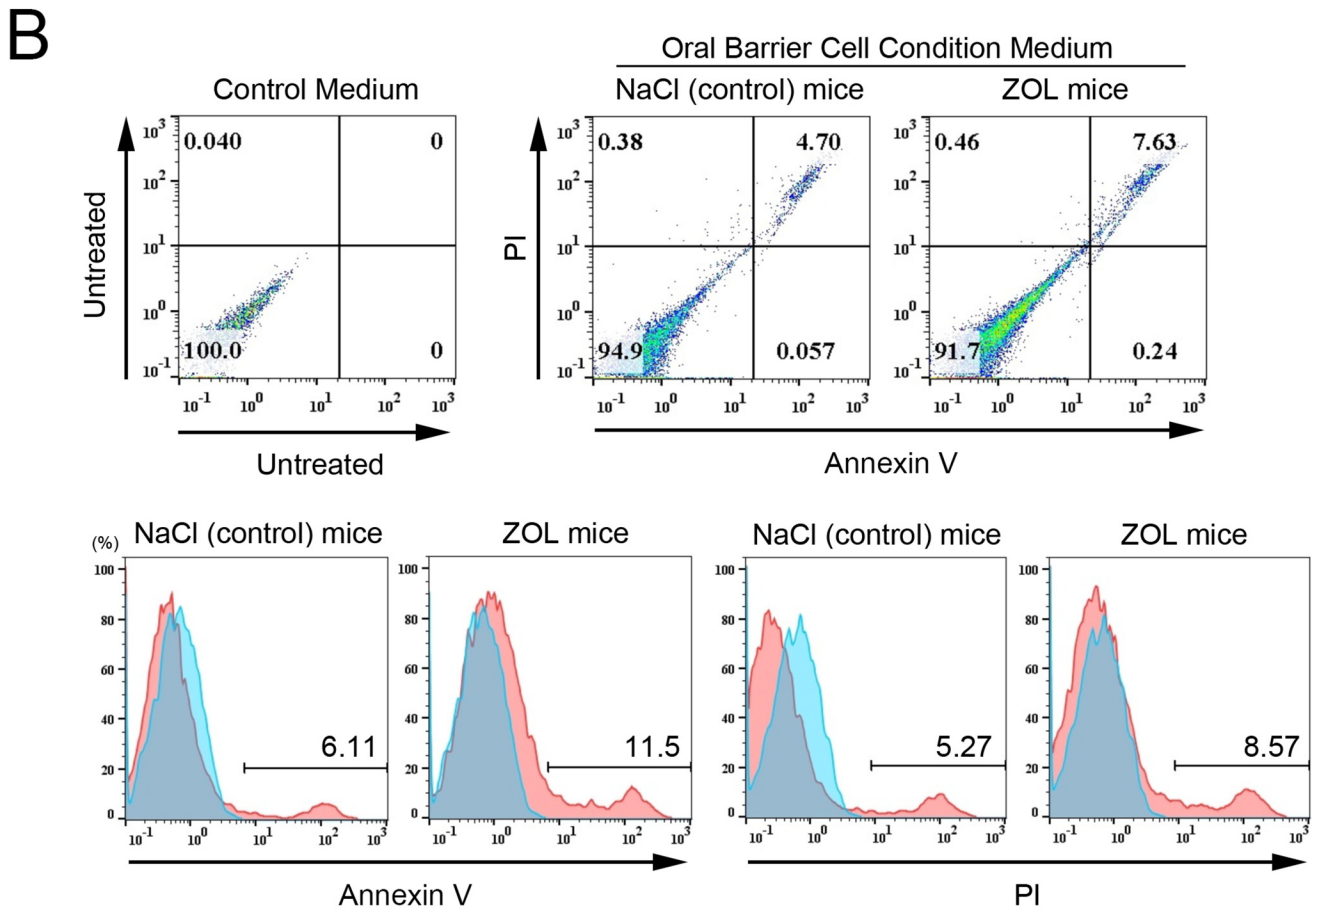 B
Oral Barrier Cell Condition Medium
Control Medium
NaCl (control) mice
ZOL mice
Untreated
10³
10²
10¹
10⁰
10⁻¹
0.040
0
100.0
0
10⁻¹ 10⁰ 10¹ 10² 10³
Untreated
PI
10³
10²
10¹
10⁰
10⁻¹
0.38
4.70
94.9
0.057
10⁻¹ 10⁰ 10¹ 10² 10³
10³
10²
10¹
10⁰
10⁻¹
0.46
7.63
91.7
0.24
10⁻¹ 10⁰ 10¹ 10² 10³
Annexin V
(%)
NaCl (control) mice
100
80
60
40
20
0
6.11
10⁻¹ 10⁰ 10¹ 10² 10³
ZOL mice
100
80
60
40
20
0
11.5
10⁻¹ 10⁰ 10¹ 10² 10³
Annexin V
NaCl (control) mice
100
80
60
40
20
0
5.27
10⁻¹ 10⁰ 10¹ 10² 10³
ZOL mice
100
80
60
40
20
0
8.57
10⁻¹ 10⁰ 10¹ 10² 10³
PI